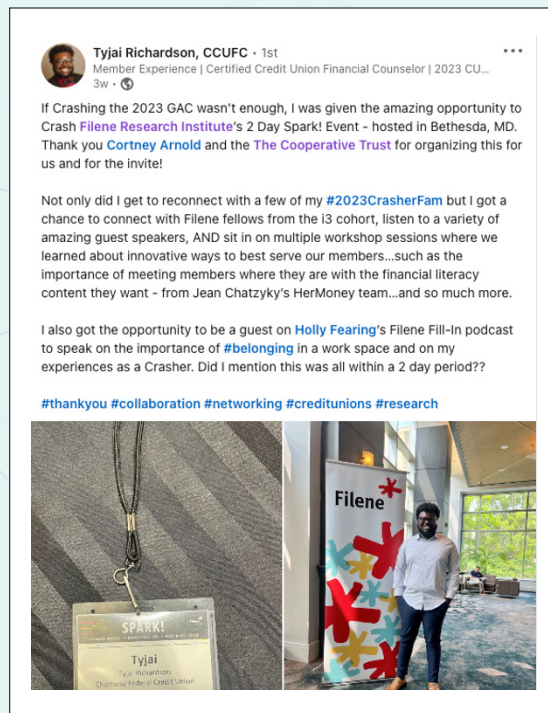 Tyjai Richardson, CCUFC • 1st
Member Experience | Certified Credit Union Financial Counselor | 2023 CU...
3w •
If Crashing the 2023 GAC wasn’t enough, I was given the amazing opportunity to
Crash Filene Research Institute’s 2 Day Spark! Event - hosted in Bethesda, MD.
Thank you Cortney Arnold and the The Cooperative Trust for organizing this for
us and for the invite!
Not only did I get to reconnect with a few of my #2023CrasherFam but I got a
chance to connect with Filene fellows from the i3 cohort, listen to a variety of
amazing guest speakers, AND sit in on multiple workshop sessions where we
learned about innovative ways to best serve our members...such as the
importance of meeting members where they are with the financial literacy
content they want - from Jean Chatzyky’s HerMoney team...and so much more.
I also got the opportunity to be a guest on Holly Fearing’s Filene Fill-In podcast
to speak on the importance of #belonging in a work space and on my
experiences as a Crasher. Did I mention this was all within a 2 day period??
#thankyou #collaboration #networking #creditunions #research
SPARK!
Tyjai
Tyjai Richardson
Chartway Federal Credit Union
Filene